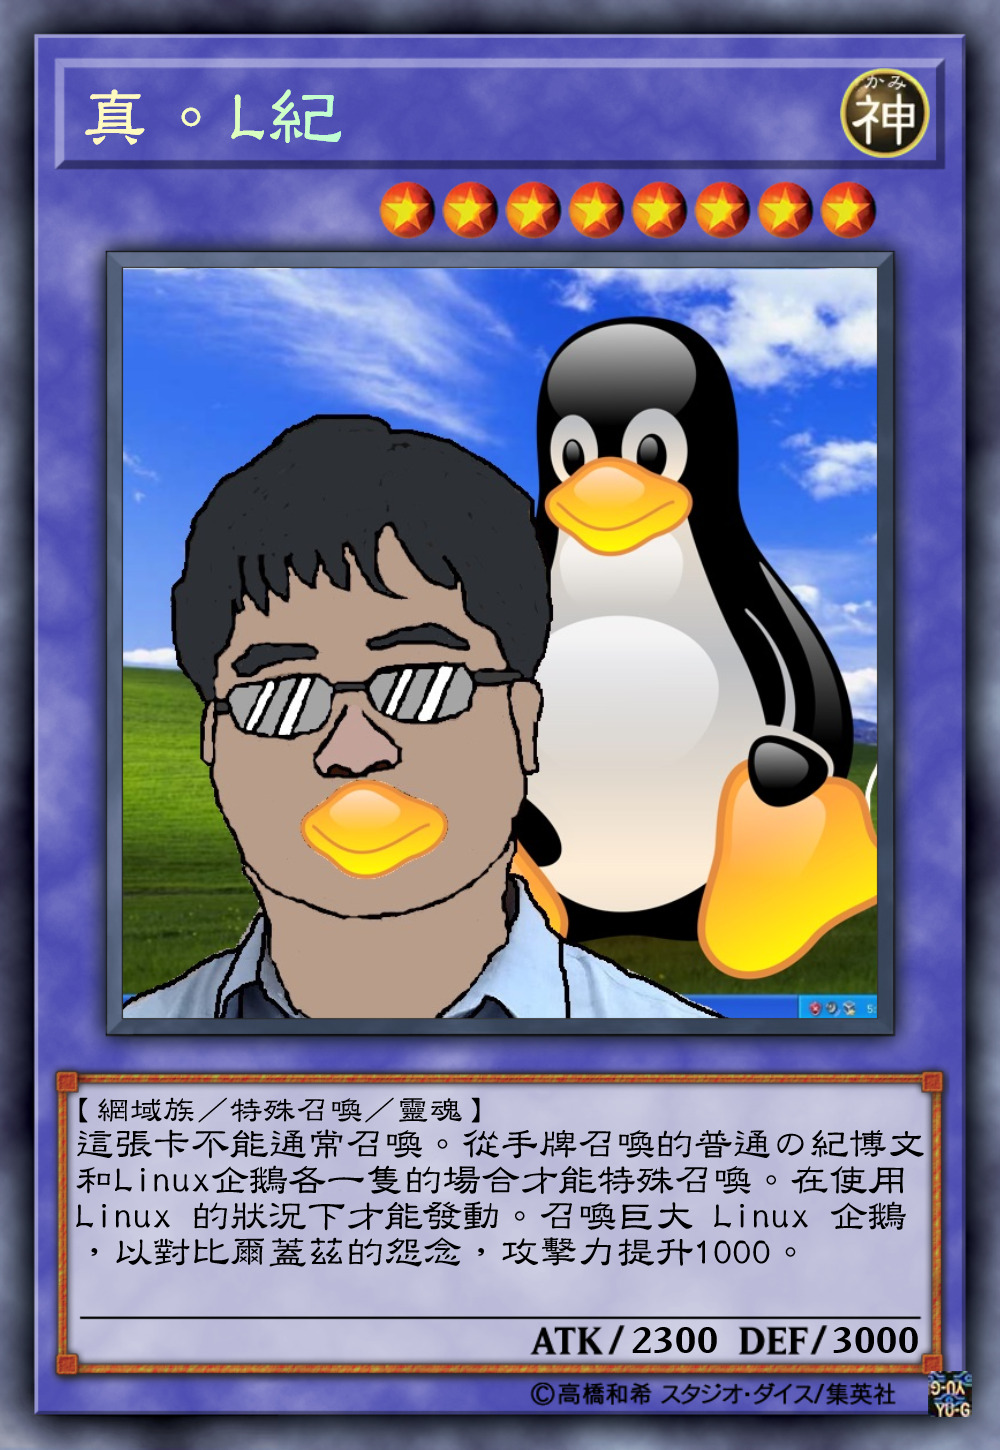 真。L紀
かみ
神
【網域族／特殊召喚／靈魂】
這張卡不能通常召喚。從手牌召喚的普通の紀博文
和Linux企鵝各一隻的場合才能特殊召喚。在使用
Linux 的狀況下才能發動。召喚巨大 Linux 企鵝
，以對比爾蓋茲的怨念，攻擊力提升1000。
ATK/2300 DEF/3000
©高橋和希 スタジオ・ダイス/集英社
YU-G